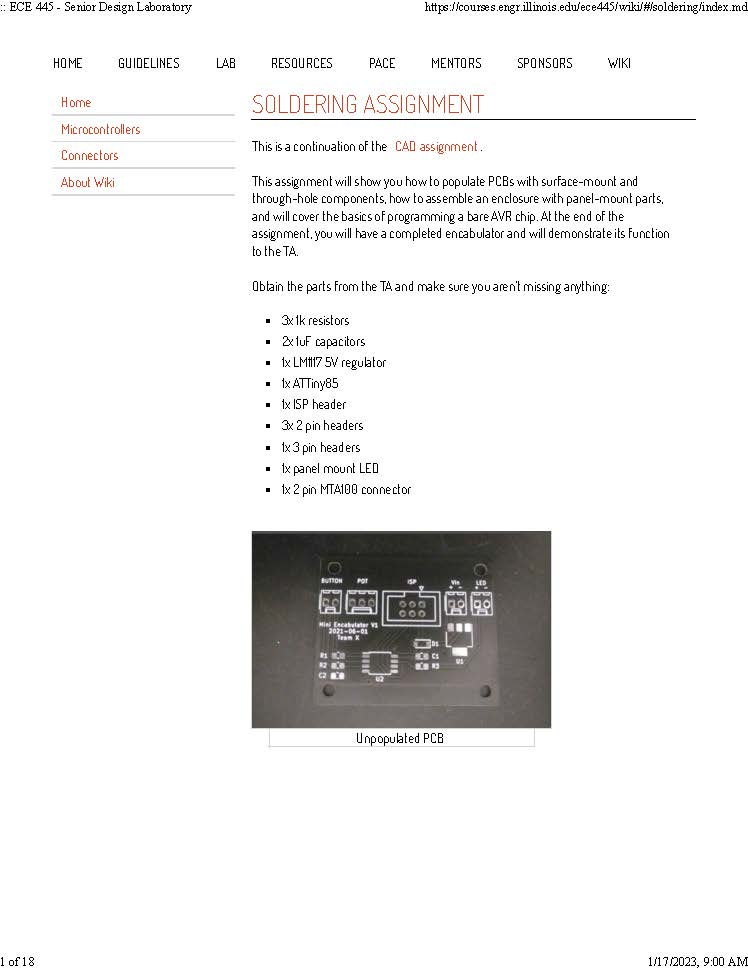 :: ECE 445 - Senior Design Laboratory
https://courses.engr.illinois.edu/ece445/wiki/#/soldering/index.md
HOME GUIDELINES LAB RESOURCES PACE MENTORS SPONSORS WIKI
Home
Microcontrollers
Connectors
About Wiki
SOLDERING ASSIGNMENT
This is a continuation of the CAD assignment .
This assignment will show you how to populate PCBs with surface-mount and
through-hole components, how to assemble an enclosure with panel-mount parts,
and will cover the basics of programming a bare AVR chip. At the end of the
assignment, you will have a completed encabulator and will demonstrate its function
to the TA.
Obtain the parts from the TA and make sure you aren't missing anything:
3x 1k resistors
2x 1uF capacitors
1x LM1117 5V regulator
1x ATTiny85
1x ISP header
3x 2 pin headers
1x 3 pin headers
1x panel mount LED
1x 2 pin MTA100 connector
BUTTON POT ISP Vin LED
+ - + -
Mini Encabulator V1
2021-06-01
Team X
D1
R1 C1
R2 R3
C2 U2 U1
Unpopulated PCB
1 of 18
1/17/2023, 9:00 AM